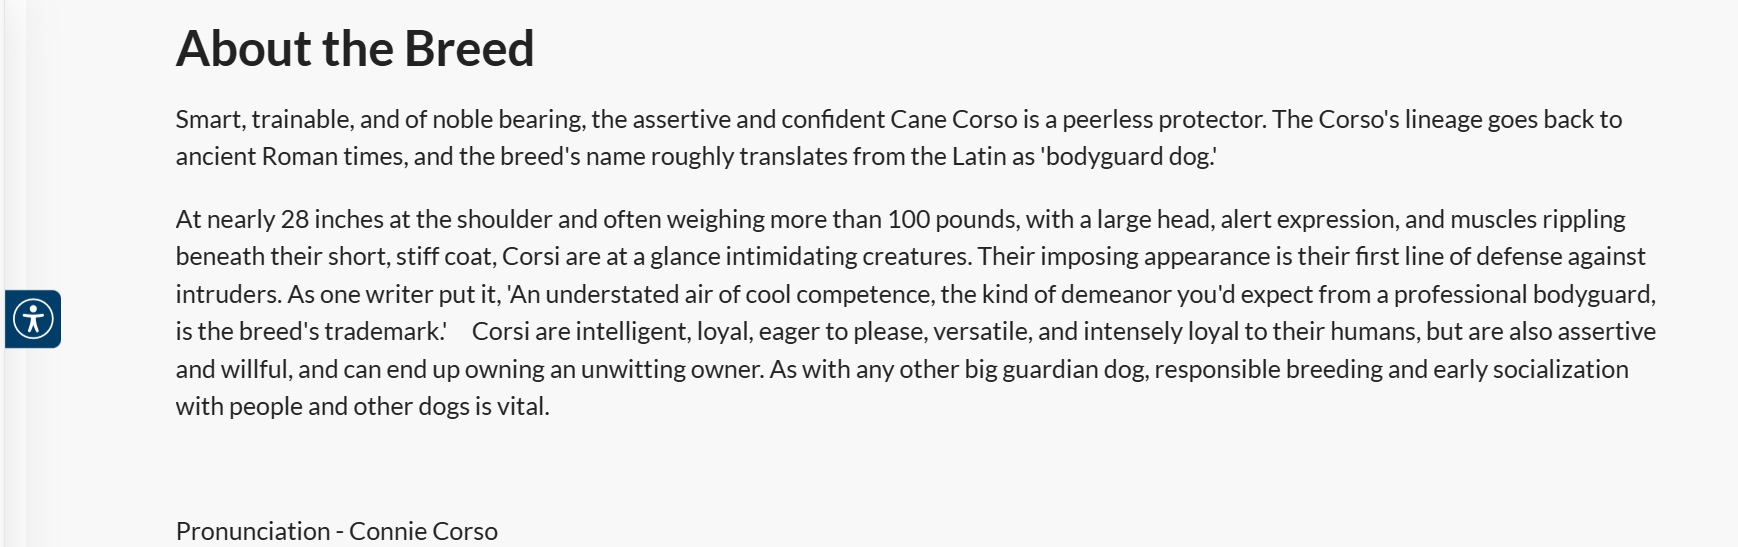 About the Breed
Smart, trainable, and of noble bearing, the assertive and confident Cane Corso is a peerless protector. The Corso's lineage goes back to
ancient Roman times, and the breed's name roughly translates from the Latin as 'bodyguard dog.'
At nearly 28 inches at the shoulder and often weighing more than 100 pounds, with a large head, alert expression, and muscles rippling
beneath their short, stiff coat, Corsi are at a glance intimidating creatures. Their imposing appearance is their first line of defense against
intruders. As one writer put it, 'An understated air of cool competence, the kind of demeanor you'd expect from a professional bodyguard,
is the breed's trademark.'    Corsi are intelligent, loyal, eager to please, versatile, and intensely loyal to their humans, but are also assertive
and willful, and can end up owning an unwitting owner. As with any other big guardian dog, responsible breeding and early socialization
with people and other dogs is vital.
Pronunciation - Connie Corso